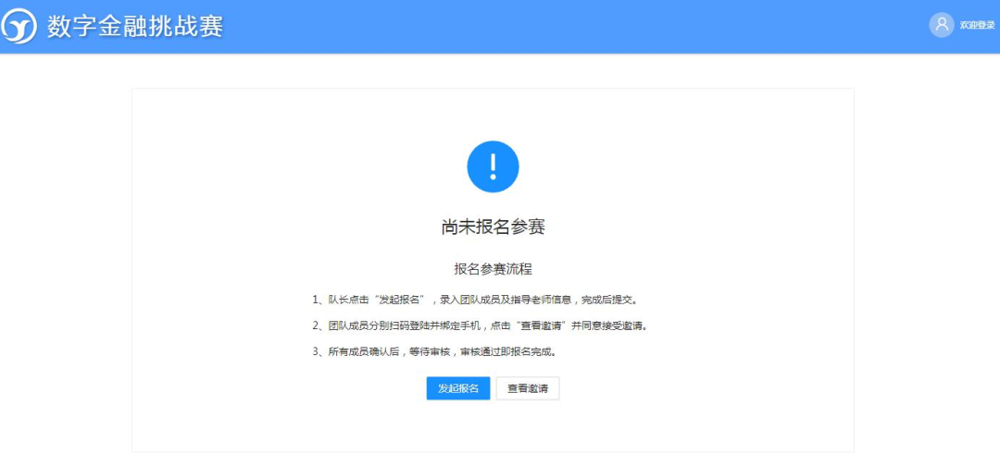 数字金融挑战赛
欢迎登录
尚未报名参赛
报名参赛流程
1、队长点击“发起报名”，录入团队成员及指导老师信息，完成后提交。
2、团队成员分别扫码登陆并绑定手机，点击“查看邀请”并同意接受邀请。
3、所有成员确认后，等待审核，审核通过即报名完成。
发起报名 查看邀请